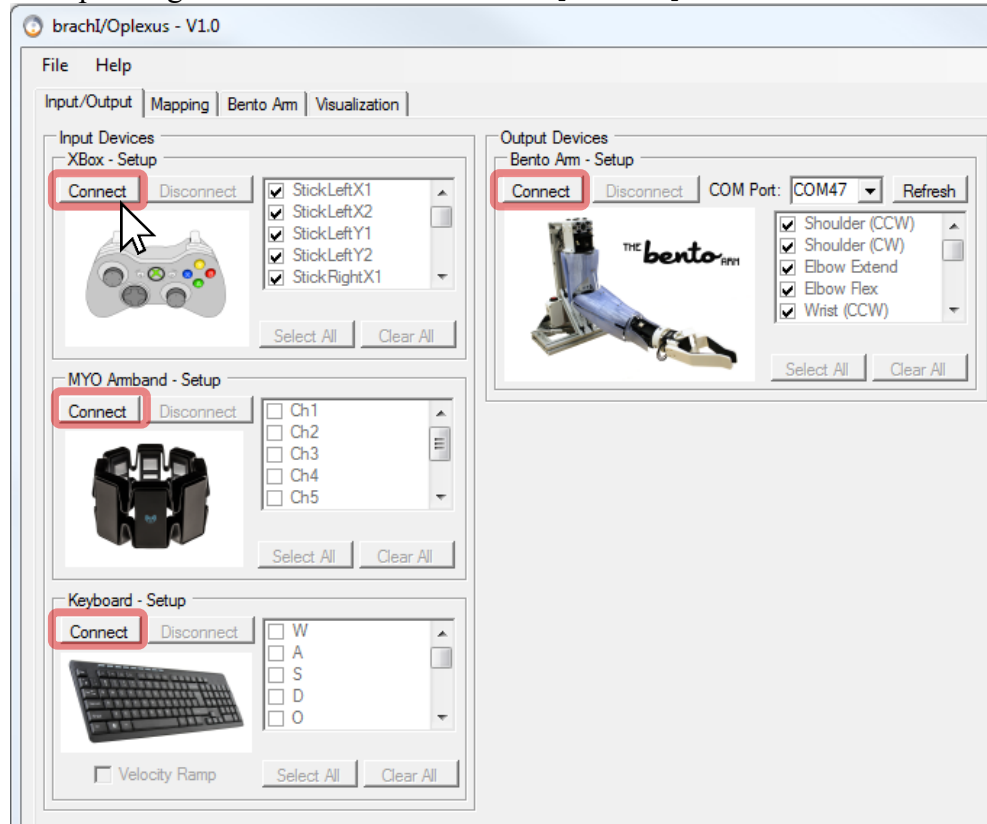 brachI/Oplexus - V1.0
File Help
Input/Output Mapping Bento Arm Visualization
Input Devices
XBox - Setup
Connect Disconnect
StickLeftX1
StickLeftX2
StickLeftY1
StickLeftY2
StickRightX1
Select All Clear All
MYO Armband - Setup
Connect Disconnect
Ch1
Ch2
Ch3
Ch4
Ch5
Select All Clear All
Keyboard - Setup
Connect Disconnect
W
A
S
D
O
Velocity Ramp Select All Clear All
Output Devices
Bento Arm - Setup
Connect Disconnect COM Port: COM47 Refresh
THE bento ARM
Shoulder (CCW)
Shoulder (CW)
Elbow Extend
Elbow Flex
Wrist (CCW)
Select All Clear All